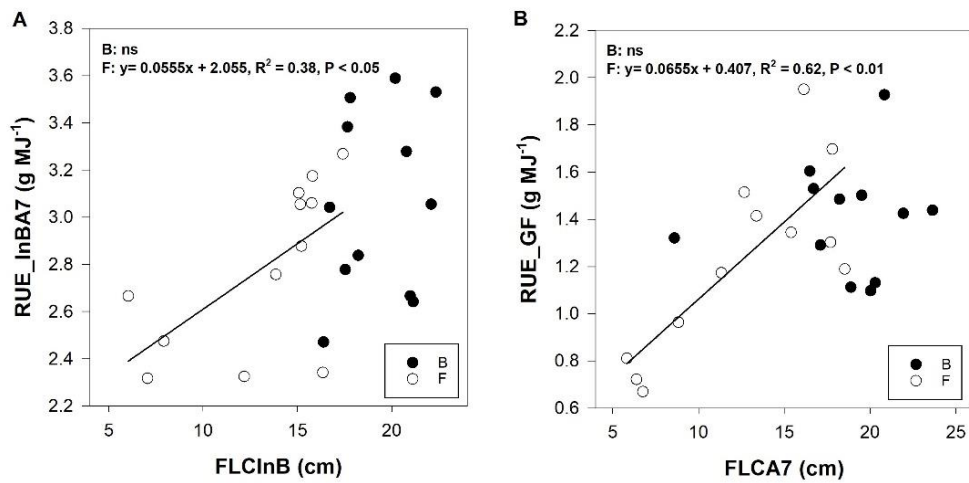 A
B: ns
F: y= 0.0555x + 2.055, R² = 0.38, P < 0.05
3.8
3.6
3.4
3.2
3.0
2.8
2.6
2.4
2.2
RUE_InBA7 (g MJ⁻¹)
B
F
5
10
15
20
FLCInB (cm)
B
B: ns
F: y= 0.0655x + 0.407, R² = 0.62, P < 0.01
2.2
2.0
1.8
1.6
1.4
1.2
1.0
0.8
0.6
RUE_GF (g MJ⁻¹)
B
F
5
10
15
20
25
FLCA7 (cm)